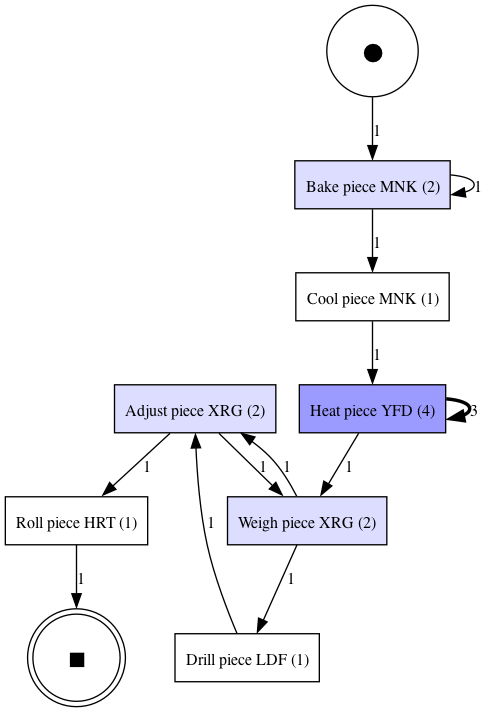 1
Bake piece MNK (2)
1
1
Cool piece MNK (1)
1
Adjust piece XRG (2)
Heat piece YFD (4)
3
1
1
1
1
Roll piece HRT (1)
Weigh piece XRG (2)
1
1
1
Drill piece LDF (1)